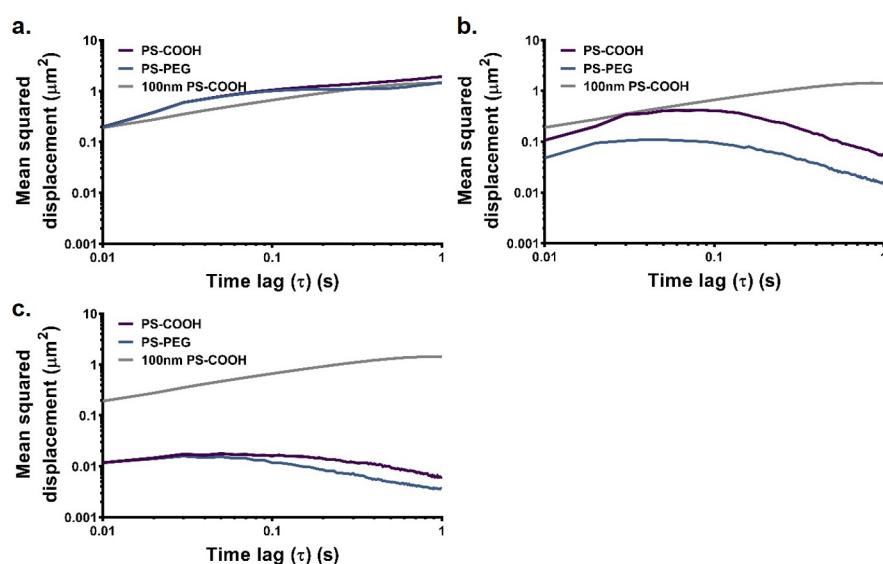 a.
Mean squared
displacement (μm²)
10
1
0.1
0.01
0.001
PS-COOH
PS-PEG
100nm PS-COOH
0.01
0.1
1
Time lag (τ) (s)
b.
Mean squared
displacement (μm²)
10
1
0.1
0.01
0.001
PS-COOH
PS-PEG
100nm PS-COOH
0.01
0.1
1
Time lag (τ) (s)
c.
Mean squared
displacement (μm²)
10
1
0.1
0.01
0.001
PS-COOH
PS-PEG
100nm PS-COOH
0.01
0.1
1
Time lag (τ) (s)